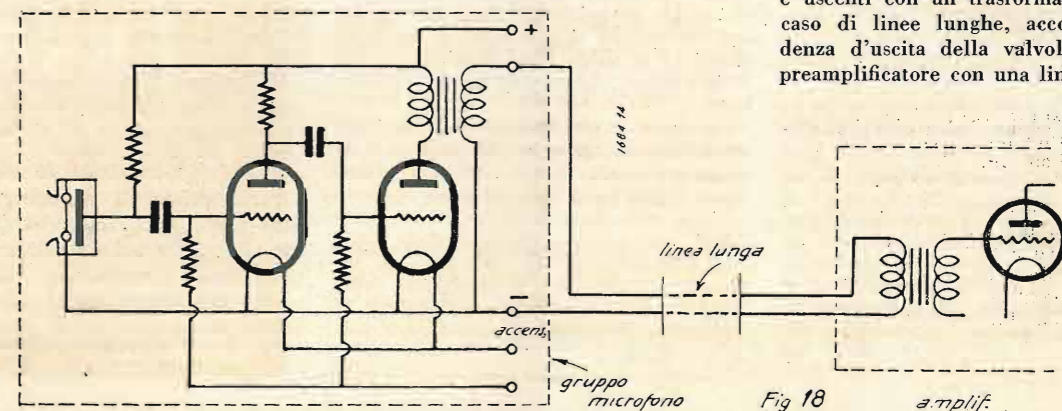 e uscenti con un trasforma
caso di linee lunghe, acco
denza d'uscita della valvol
preamplificatore con una lin
+
1684 14
linea lunga
−
accens.
gruppo
microfono
Fig 18
amplif.